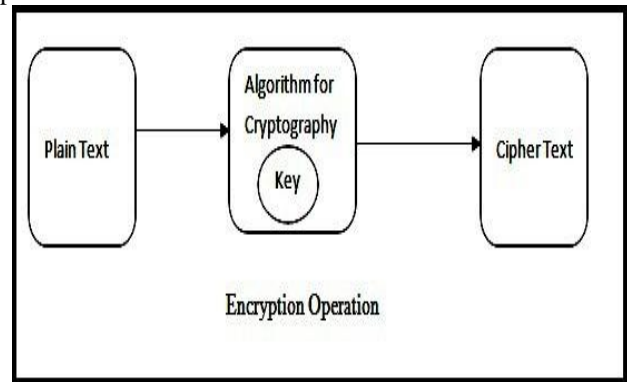 Plain Text
Algorithm for
Cryptography
Key
Cipher Text
Encryption Operation